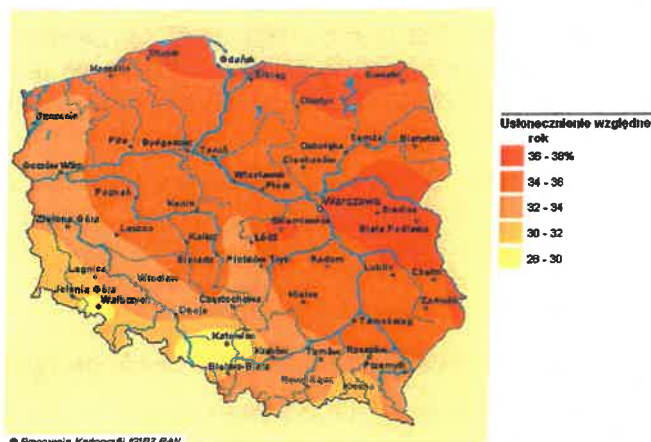 Gdańsk
Słupsk
Elbląg
Suwałki
Olsztyn
Szczecin
Piła
Bydgoszcz
Toruń
Ostrołęka
Łomża
Białystok
Ciechanów
Gorzów Wlkp
Włocławek
Płock
Poznań
Warszawa
Konin
Siedlce
Zielona Góra
Skierniewice
Biała Podlaska
Leszno
Kalisz
Łódź
Sieradz
Piotrków Tryb
Radom
Lublin
Chełm
Legnica
Wrocław
Jelenia Góra
Wałbrzych
Częstochowa
Kielce
Zamość
Opole
Tarnobrzeg
Katowice
Kraków
Tarnów
Rzeszów
Bielsko-Biała
Przemyśl
Nowy Sącz
Krosno
Usłonecznienie względne
rok
36 - 38%
34 - 36
32 - 34
30 - 32
28 - 30